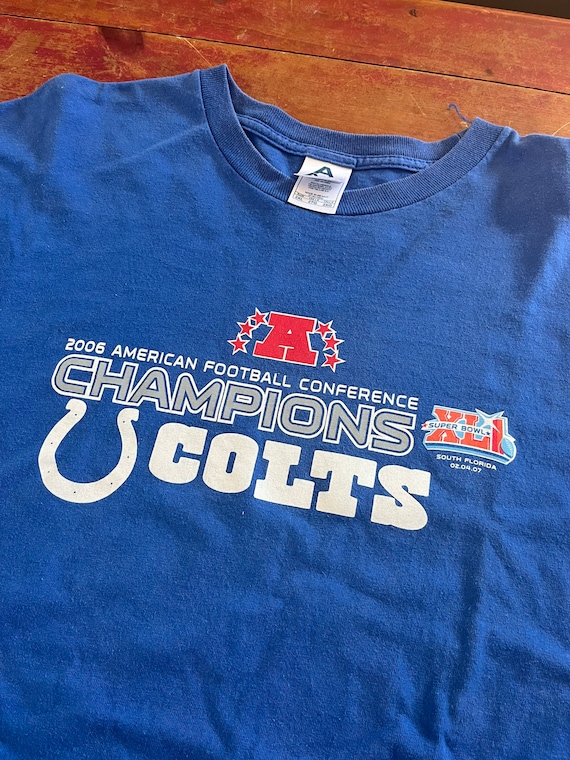 A
A
2006 AMERICAN FOOTBALL CONFERENCE
CHAMPIONS
COLTS
XLI
SUPER BOWL
SOUTH FLORIDA
02.04.07